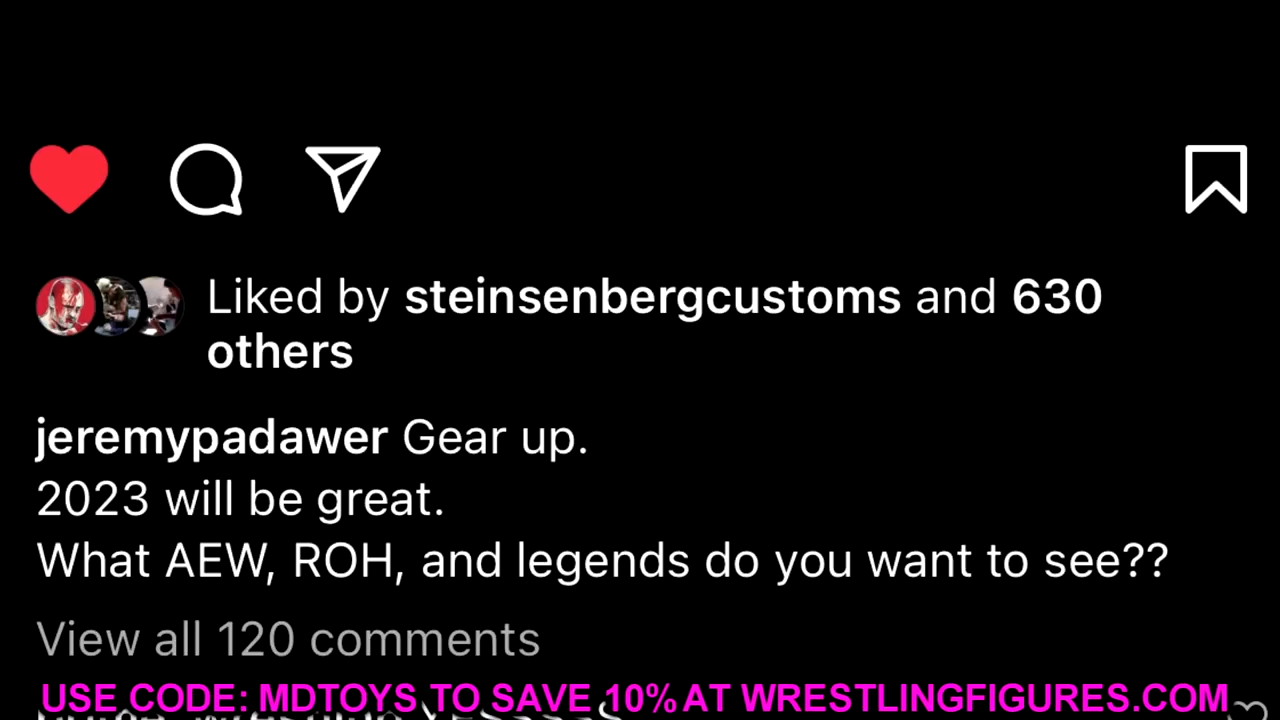 Liked by steinsenbergcustoms and 630
others
jeremypadawer Gear up.
2023 will be great.
What AEW, ROH, and legends do you want to see??
View all 120 comments
USE CODE: MDTOYS TO SAVE 10% AT WRESTLINGFIGURES.COM